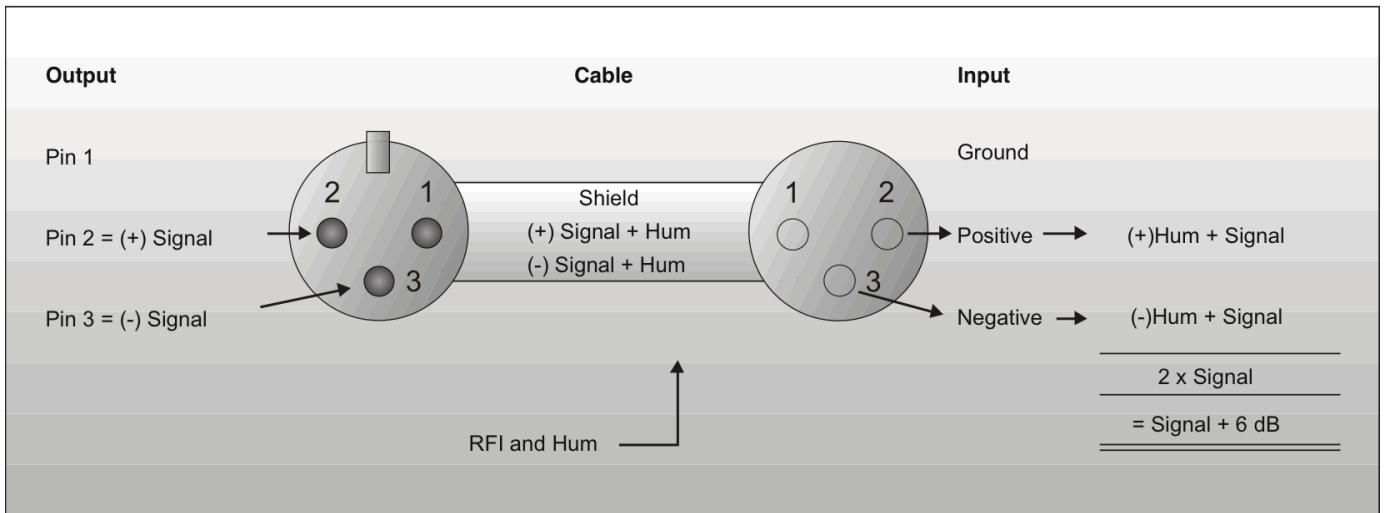 Output
Cable
Input
Pin 1
Ground
2
1
Shield
1
2
Pin 2 = (+) Signal
(+) Signal + Hum
Positive
(+)Hum + Signal
(-) Signal + Hum
3
3
Pin 3 = (-) Signal
Negative
(-)Hum + Signal
2 x Signal
= Signal + 6 dB
RFI and Hum